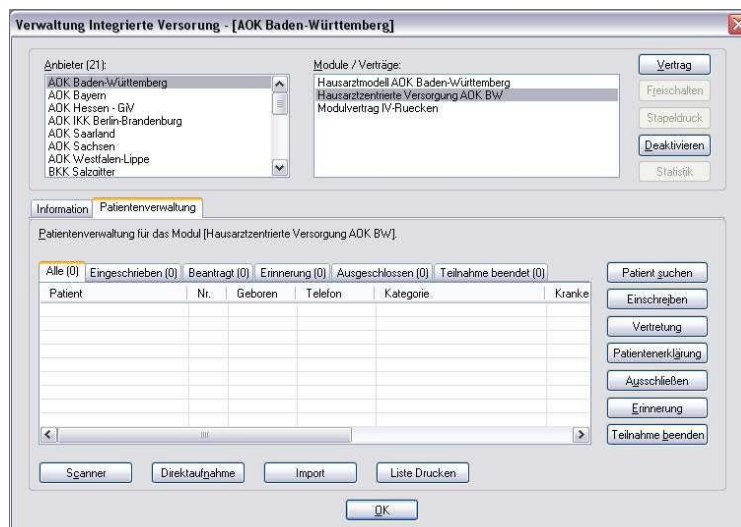 Verwaltung Integrierte Versorung - [AOK Baden-Württemberg]
Anbieter (21):
AOK Baden-Württemberg
AOK Bayern
AOK Hessen - GiV
AOK IKK Berlin-Brandenburg
AOK Saarland
AOK Sachsen
AOK Westfalen-Lippe
BKK Salzgitter
Module / Verträge:
Hausarztmodell AOK Baden-Württemberg
Hausarztzentrierte Versorgung AOK BW
Modulvertrag IV-Ruecken
Vertrag
Freischalten
Stapeldruck
Deaktivieren
Statistik
Information Patientenverwaltung
Patientenverwaltung für das Modul [Hausarztzentrierte Versorgung AOK BW].
Alle (0) Eingeschrieben (0) Beantragt (0) Erinnerung (0) Ausgeschlossen (0) Teilnahme beendet (0)
Patient Nr. Geboren Telefon Kategorie Kranke
Patient suchen
Einschreiben
Vertretung
Patientenerklärung
Ausschließen
Erinnerung
Teilnahme beenden
Scanner Direktaufnahme Import Liste Drucken
OK